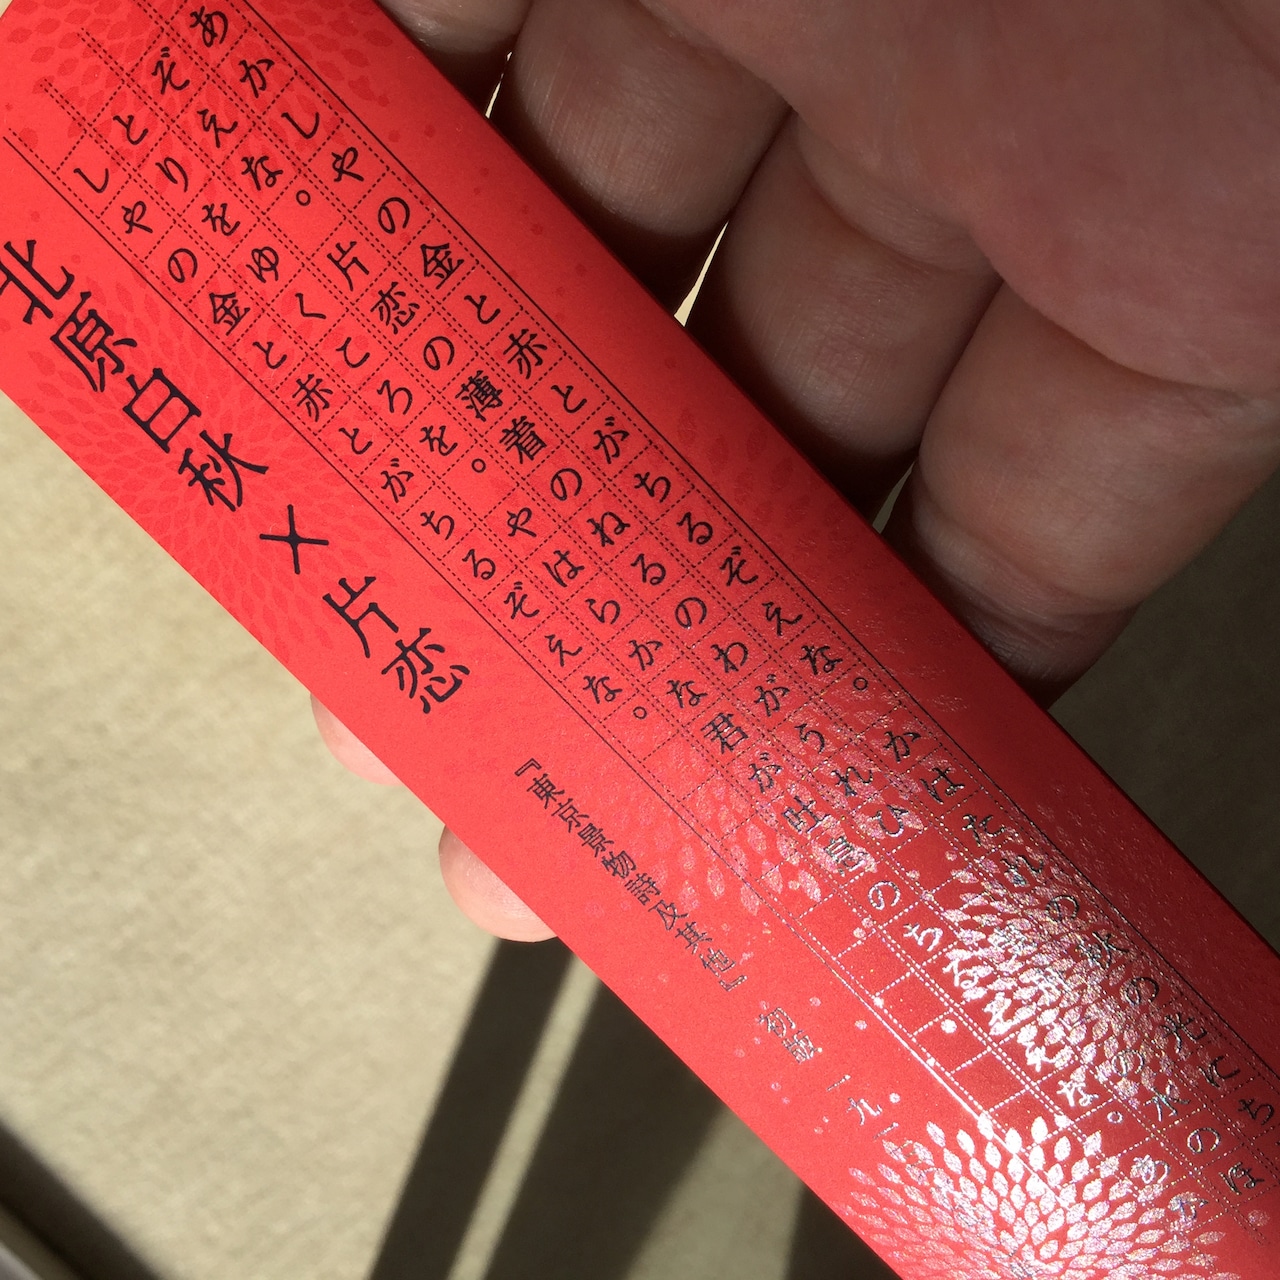 あかしやの金と赤とがちるぞえな。かはたれの秋の光にち
ぞえな。片恋の薄着のねるのわがうれひ の水のほ
とりをゆくころを。やはらかな君が吐息のちるぞえな。あか
しやの金と赤とがちるぞえな。
北原白秋×片恋
『東京景物詩及其他』 初版 一九一